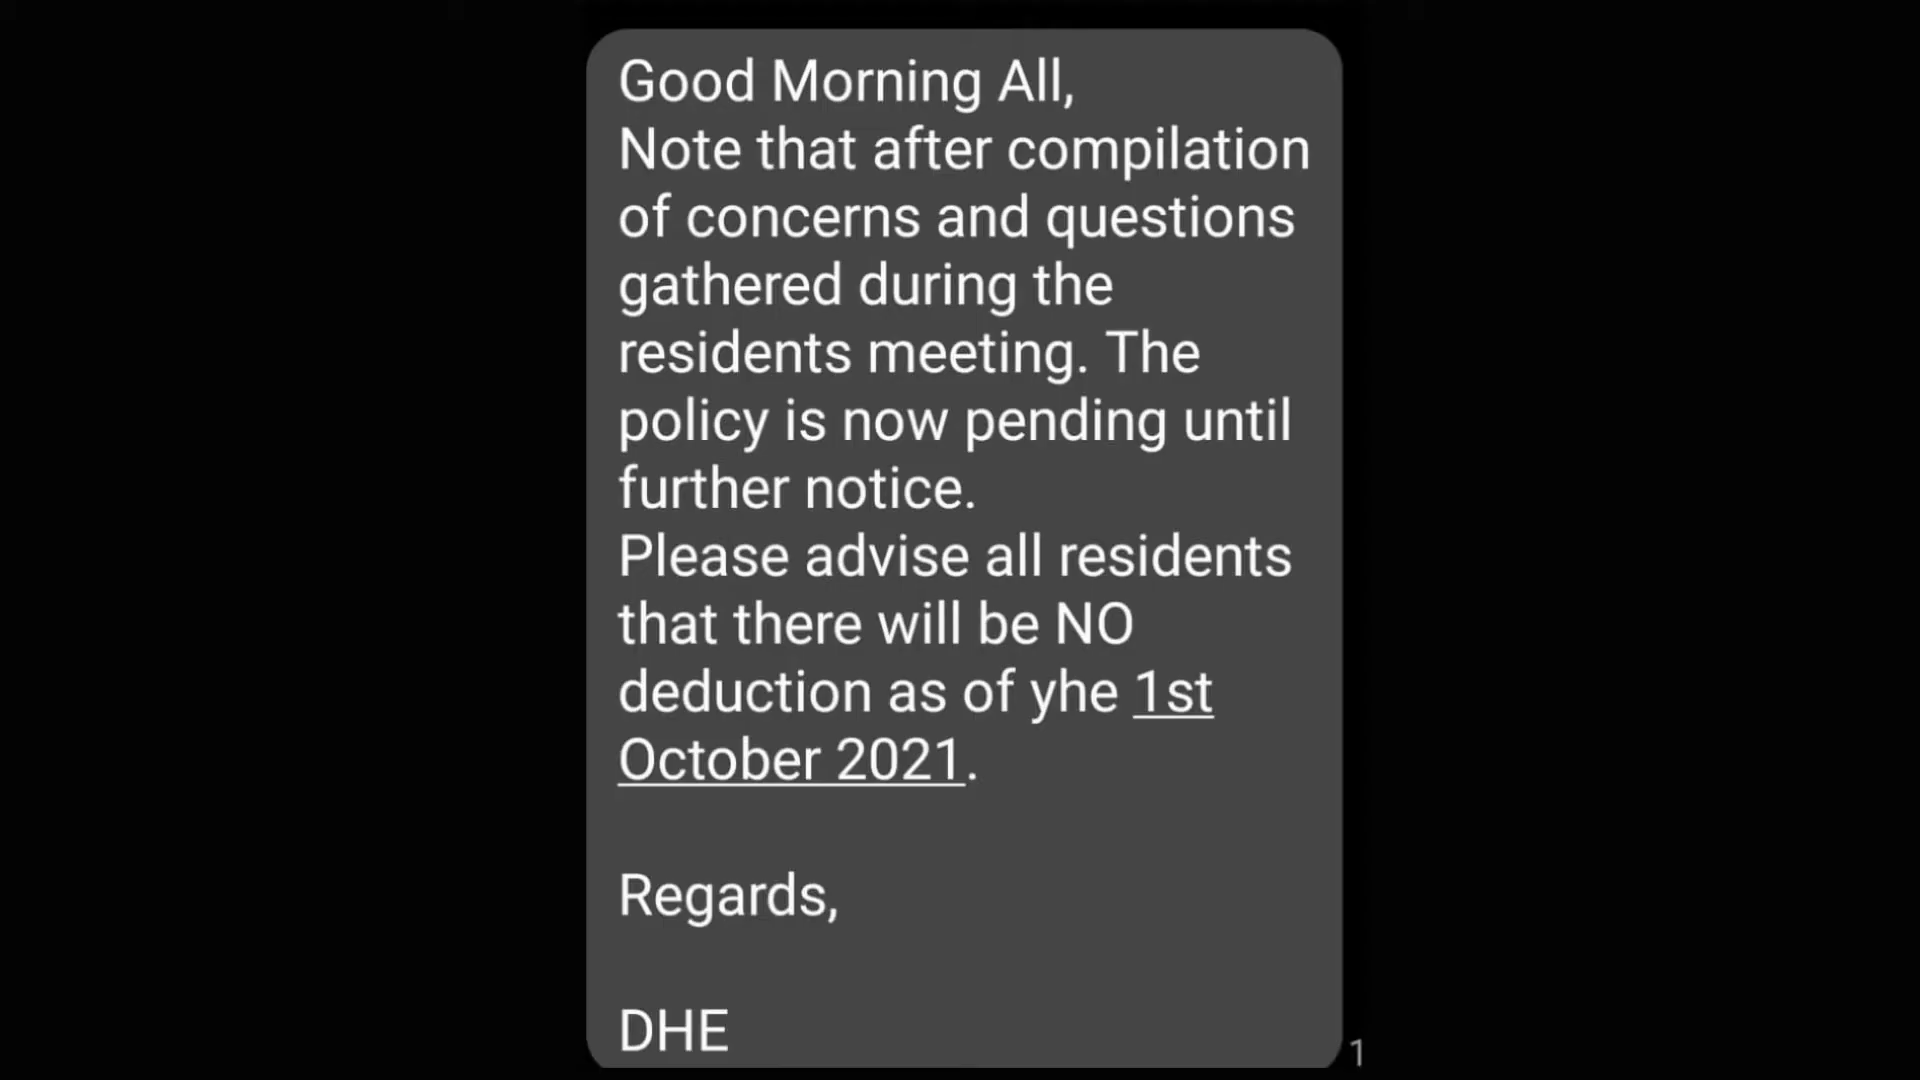 Good Morning All,
Note that after compilation
of concerns and questions
gathered during the
residents meeting. The
policy is now pending until
further notice.
Please advise all residents
that there will be NO
deduction as of yhe 1st
October 2021.
Regards,
DHE
1